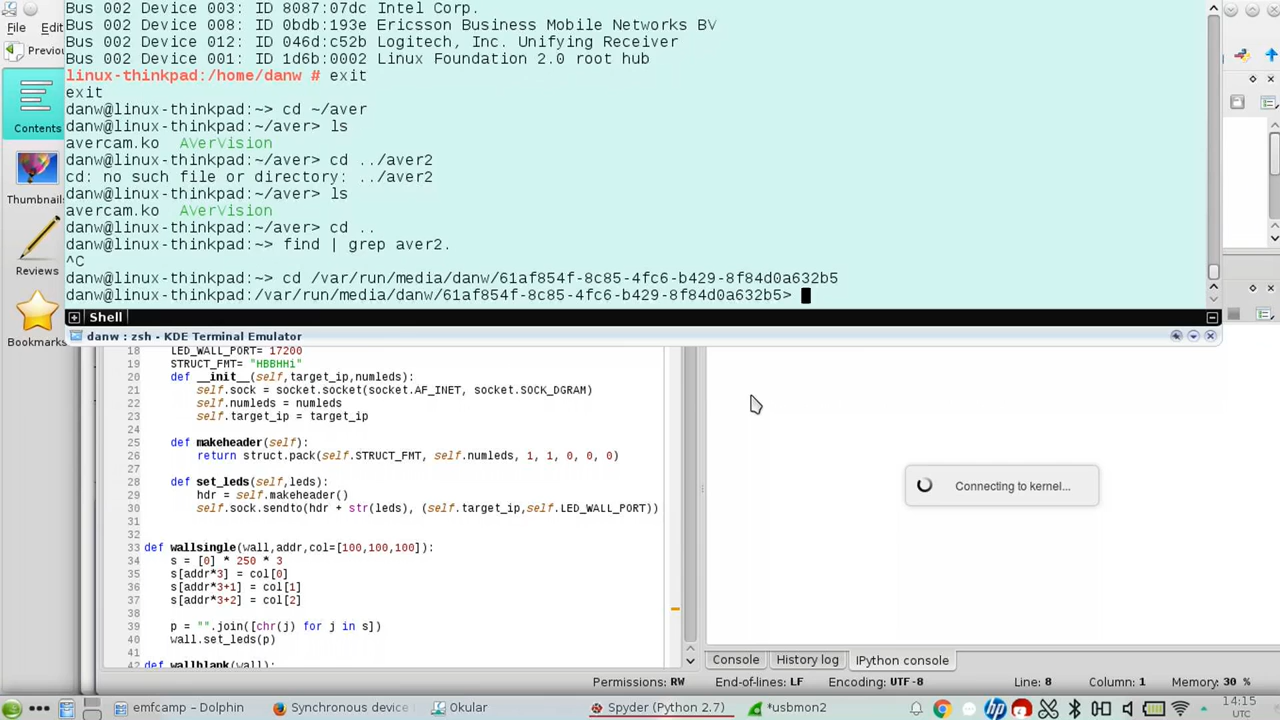 Bus 002 Device 003: ID 8087:07dc Intel Corp.
Bus 002 Device 008: ID 0bdb:193e Ericsson Business Mobile Networks BV
Bus 002 Device 012: ID 046d:c52b Logitech, Inc. Unifying Receiver
Bus 002 Device 001: ID 1d6b:0002 Linux Foundation 2.0 root hub
linux-thinkpad:/home/danw # exit
exit
danw@linux-thinkpad:~> cd ~/aver
danw@linux-thinkpad:~/aver> ls
avercam.ko  AVerVision
danw@linux-thinkpad:~/aver> cd ../aver2
cd: no such file or directory: ../aver2
danw@linux-thinkpad:~/aver> ls
avercam.ko  AVerVision
danw@linux-thinkpad:~/aver> cd ..
danw@linux-thinkpad:~> find | grep aver2.
^C
danw@linux-thinkpad:~> cd /var/run/media/danw/61af854f-8c85-4fc6-b429-8f84d0a632b5
danw@linux-thinkpad:/var/run/media/danw/61af854f-8c85-4fc6-b429-8f84d0a632b5>
Shell
danw : zsh - KDE Terminal Emulator
File Edit
Previou
Contents
Thumbnails
Reviews
Bookmarks
18 LED_WALL_PORT= 17200
19 STRUCT_FMT= "HBBHHi"
20 def __init__(self,target_ip,numleds):
21 self.sock = socket.socket(socket.AF_INET, socket.SOCK_DGRAM)
22 self.numleds = numleds
23 self.target_ip = target_ip
24
25 def makeheader(self):
26 return struct.pack(self.STRUCT_FMT, self.numleds, 1, 1, 0, 0, 0)
27
28 def set_leds(self,leds):
29 hdr = self.makeheader()
30 self.sock.sendto(hdr + str(leds), (self.target_ip,self.LED_WALL_PORT))
31
32
33 def wallsingle(wall,addr,col=[100,100,100]):
34 s = [0] * 250 * 3
35 s[addr*3] = col[0]
36 s[addr*3+1] = col[1]
37 s[addr*3+2] = col[2]
38
39 p = "".join([chr(j) for j in s])
40 wall.set_leds(p)
41
42 def wallblank(wall):
Connecting to kernel...
Console History log IPython console
Permissions: RW End-of-lines: LF Encoding: UTF-8 Line: 8 Column: 1 Memory: 30 %
emfcamp - Dolphin Synchronous device Okular Spyder (Python 2.7) *usbmon2 14:15
UTC